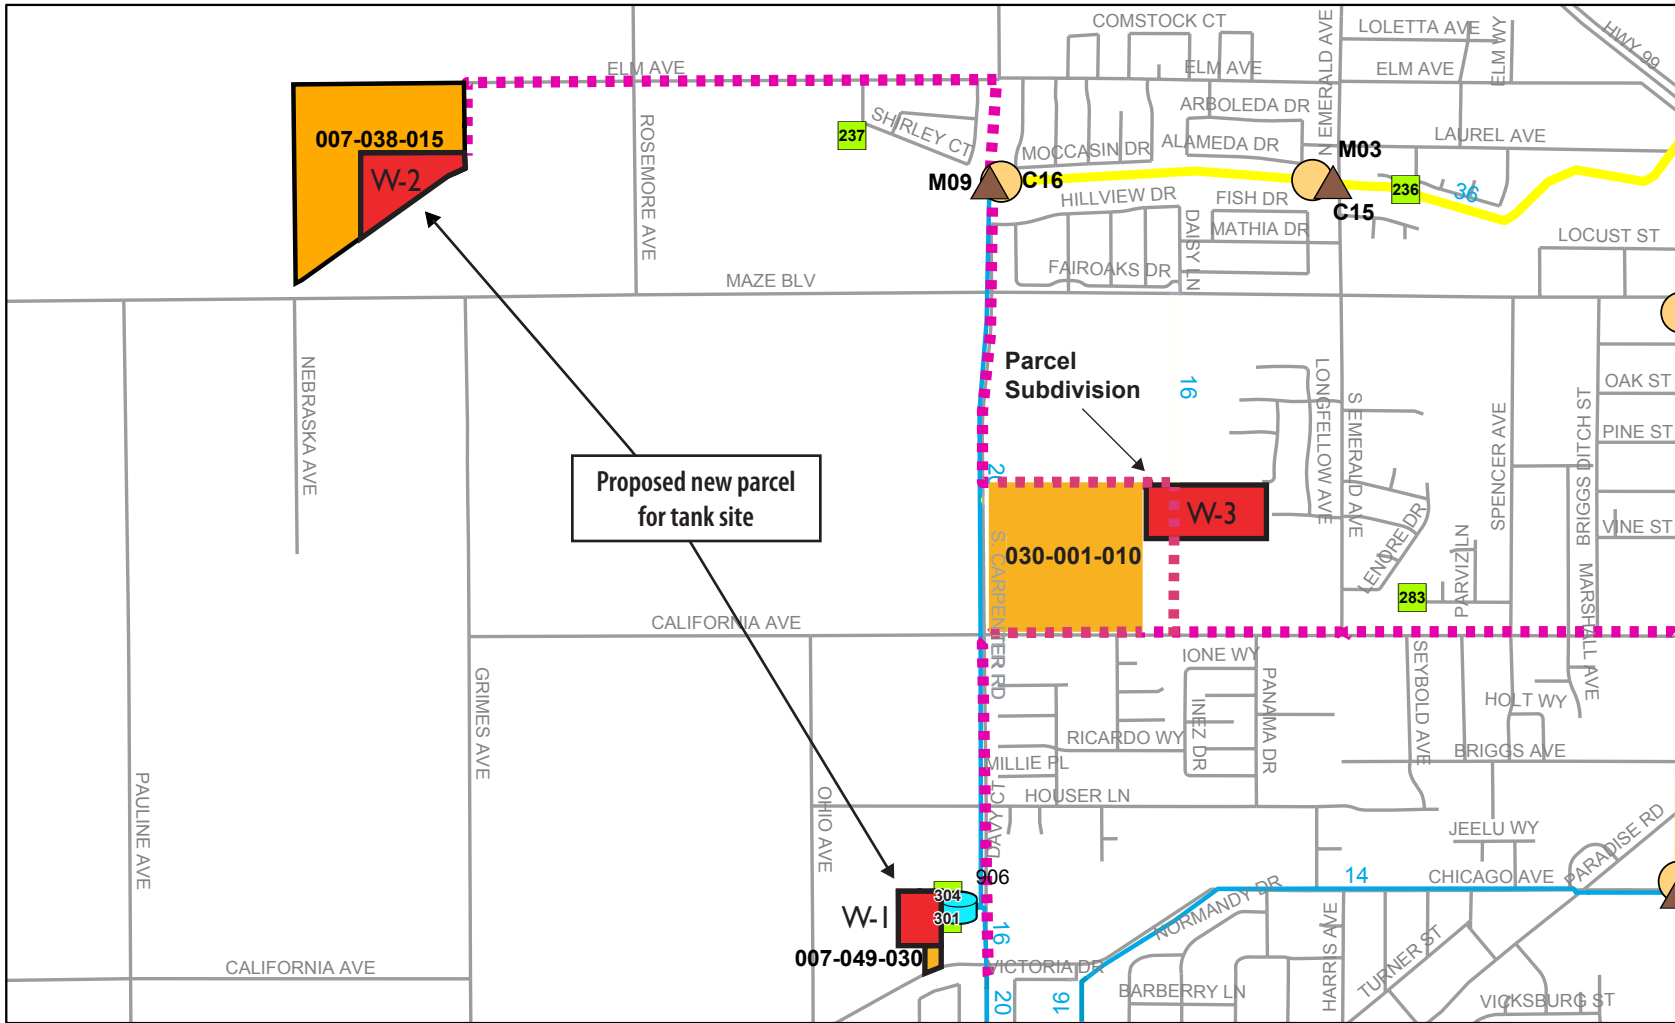 COMSTOCK CT
N EMERALD AVE
LOLETTA AVE
ELM WY
HWY 99
ELM AVE
ELM AVE
ELM AVE
ROSEMORE AVE
237
SHIRLEY CT
ARBOLEDA DR
LAUREL AVE
007-038-015
MOCCASIN DR
ALAMEDA DR
M03
W-2
M09
C16
236
36
HILLVIEW DR
FISH DR
C15
DAISY LN
MATHIA DR
LOCUST ST
FAIROAKS DR
MAZE BLV
NEBRASKA AVE
Parcel
Subdivision
16
LONGFELLOW AVE
S EMERALD AVE
SPENCER AVE
BRIGGS DITCH ST
OAK ST
PINE ST
Proposed new parcel
for tank site
20
W-3
VINE ST
LENORE DR
PARVIZ LN
030-001-010
S CARPENTER RD
283
MARSHALL AVE
CALIFORNIA AVE
GRIMES AVE
IONE WY
PANAMA DR
INEZ DR
SEYBOLD AVE
HOLT WY
RICARDO WY
BRIGGS AVE
MILLIE PL
PAULINE AVE
OHIO AVE
DAVY CT
HOUSER LN
JEELU WY
PARADISE RD
906
14
CHICAGO AVE
304
301
W-1
16
NORMANDY DR
HARRIS AVE
TURNER ST
007-049-030
CALIFORNIA AVE
VICTORIA DR
20
16
BARBERRY LN
VICKSBURG ST